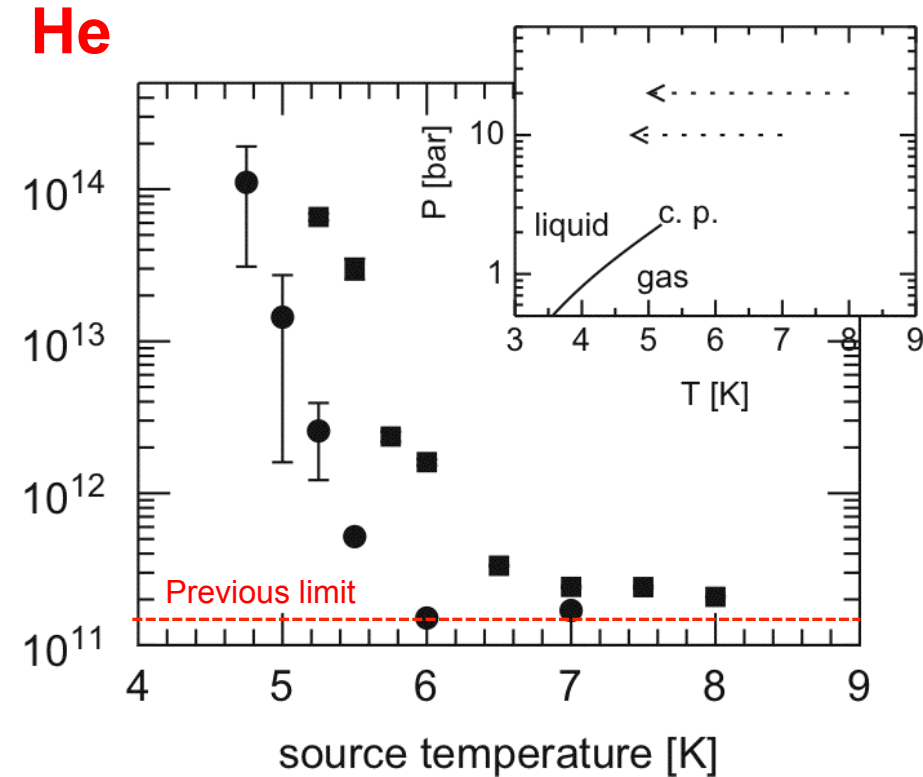 He
P [bar]
10
1
liquid
c. p.
gas
3 4 5 6 7 8 9
T [K]
10^14
10^13
10^12
10^11
Previous limit
4 5 6 7 8 9
source temperature [K]